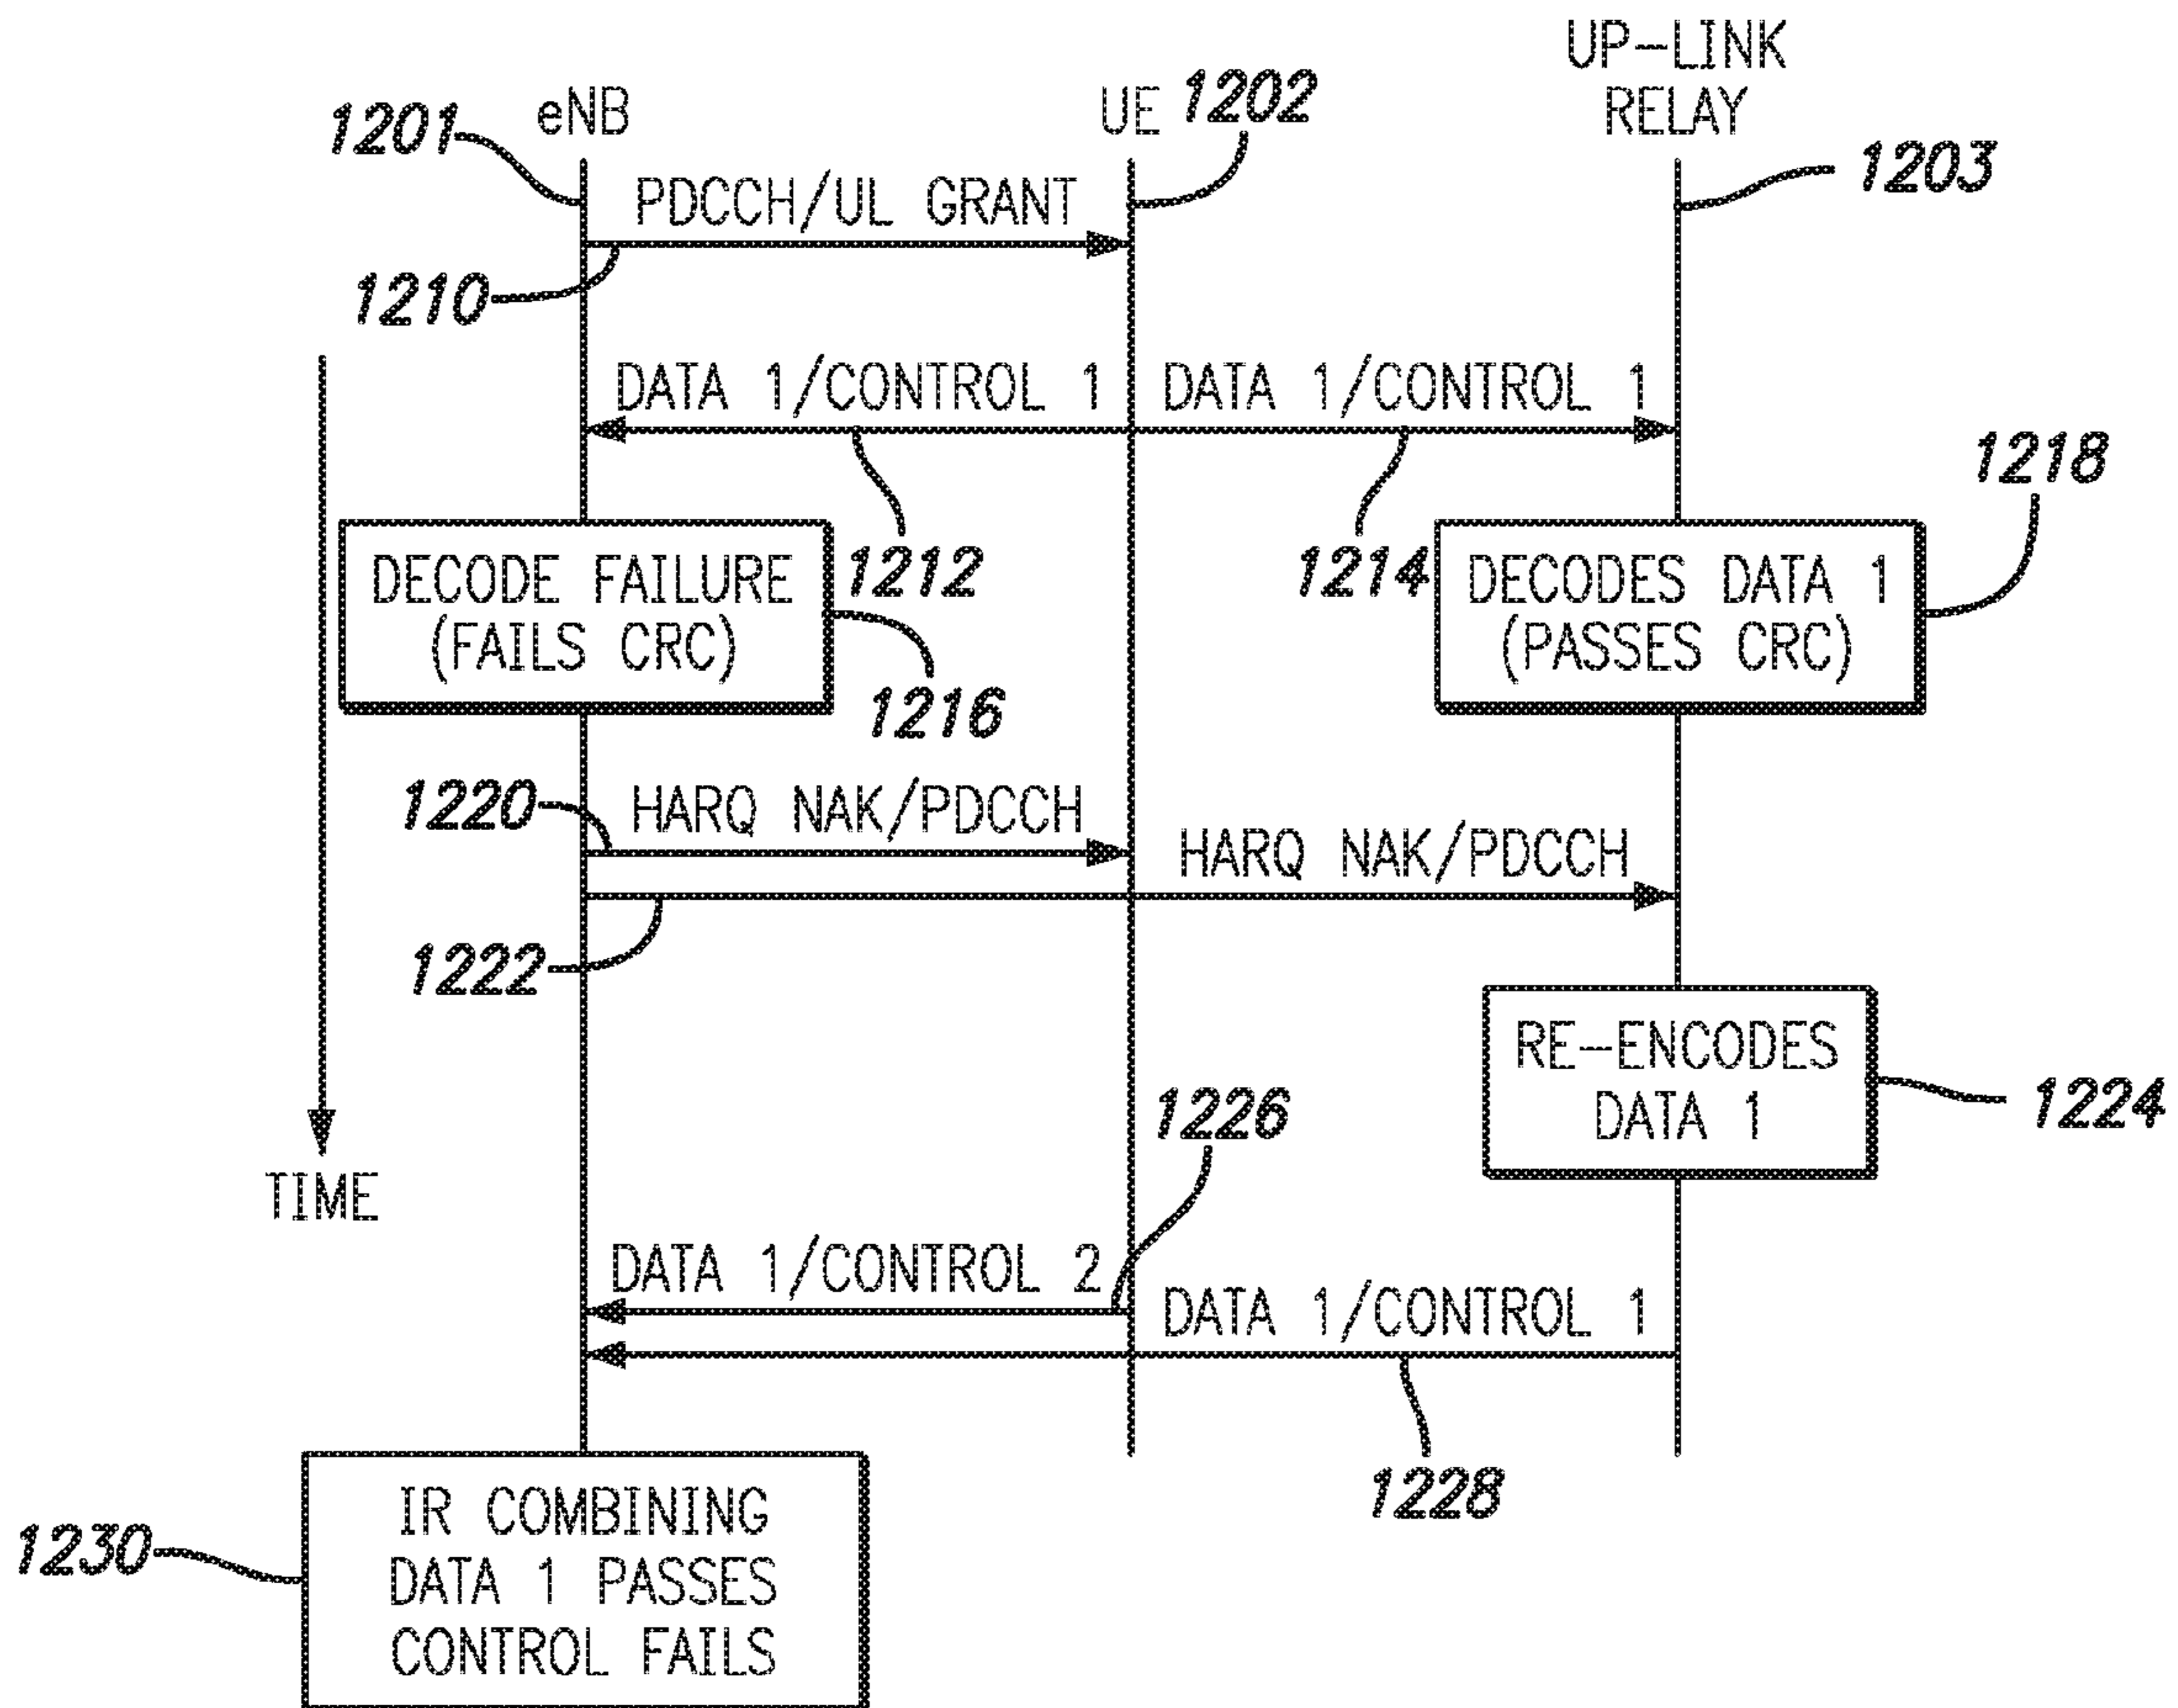 UP-LINK
RELAY
eNB
UE
1201
1202
1203
PDCCH/UL GRANT
1210
DATA 1/CONTROL 1
DATA 1/CONTROL 1
1212
1214
1218
DECODE FAILURE
(FAILS CRC)
1216
DECODES DATA 1
(PASSES CRC)
1220
HARQ NAK/PDCCH
HARQ NAK/PDCCH
1222
RE-ENCODES
DATA 1
1224
TIME
1226
DATA 1/CONTROL 2
DATA 1/CONTROL 1
1228
1230
IR COMBINING
DATA 1 PASSES
CONTROL FAILS